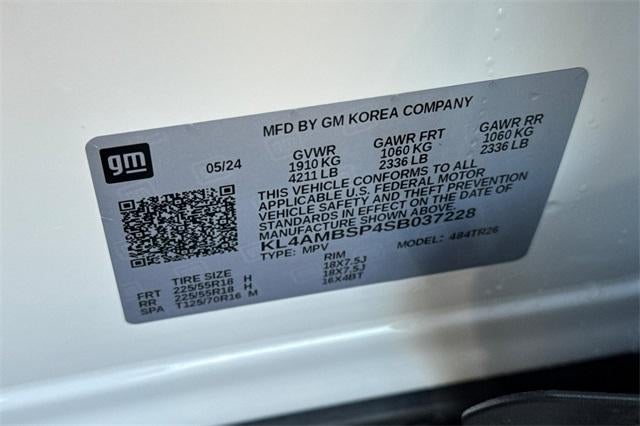 MFD BY GM KOREA COMPANY
gm
05/24
GVWR GAWR FRT GAWR RR
1910 KG 1060 KG 1060 KG
4211 LB 2336 LB 2336 LB
THIS VEHICLE CONFORMS TO ALL
APPLICABLE U.S. FEDERAL MOTOR
VEHICLE SAFETY AND THEFT PREVENTION
STANDARDS IN EFFECT ON THE DATE OF
MANUFACTURE SHOWN ABOVE.
KL4AMBSP4SB037228
TYPE: MPV MODEL: 484TR26
TIRE SIZE RIM
FRT 225/55R18 H 18X7.5J
RR 225/55R18 H 18X7.5J
SPA T125/70R16 M 16X4BT